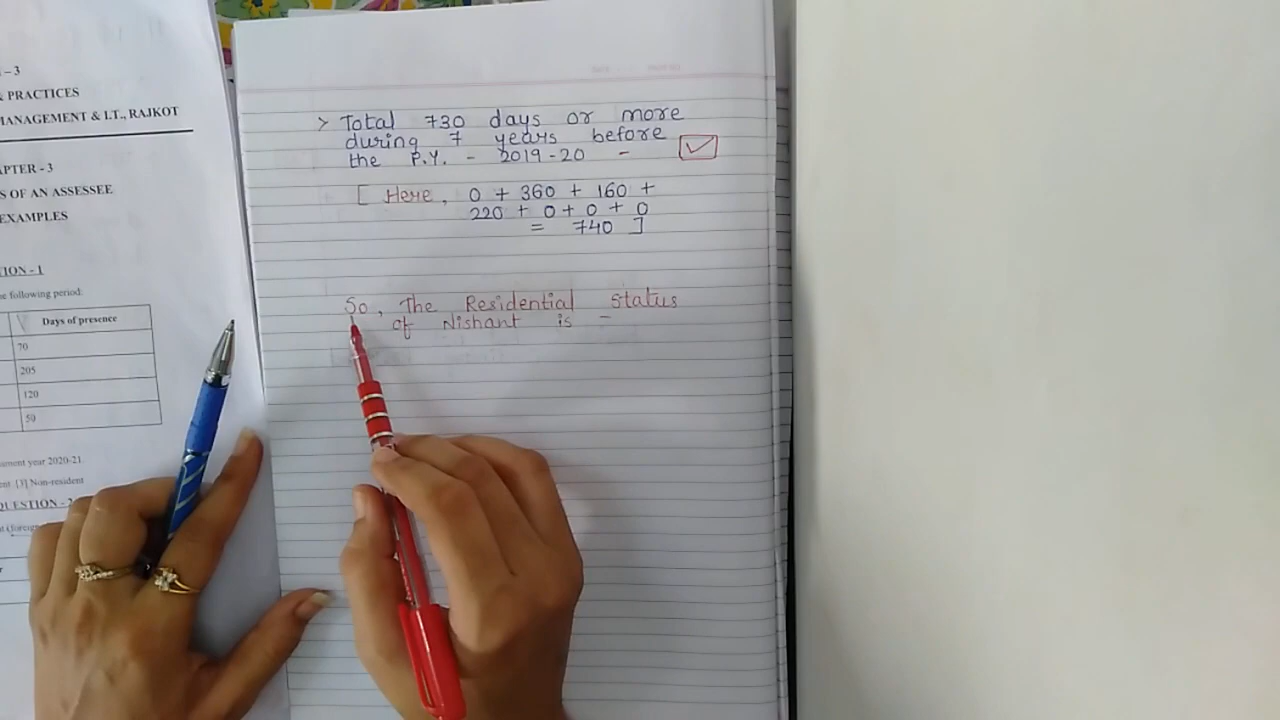 - 3
& PRACTICES
MANAGEMENT & I.T., RAJKOT
APTER - 3
S OF AN ASSESSEE
EXAMPLES
TION - 1
he following period:
Days of presence
70
205
120
50
sment year 2020-21.
ent [3] Non-resident
QUESTION - 2
> Total 730 days or more
during 7 years before
the P.Y. - 2019-20 -
[ Here, 0 + 360 + 160 +
220 + 0 + 0 + 0
= 740 ]
So, The Residential Status
of Nishant is -